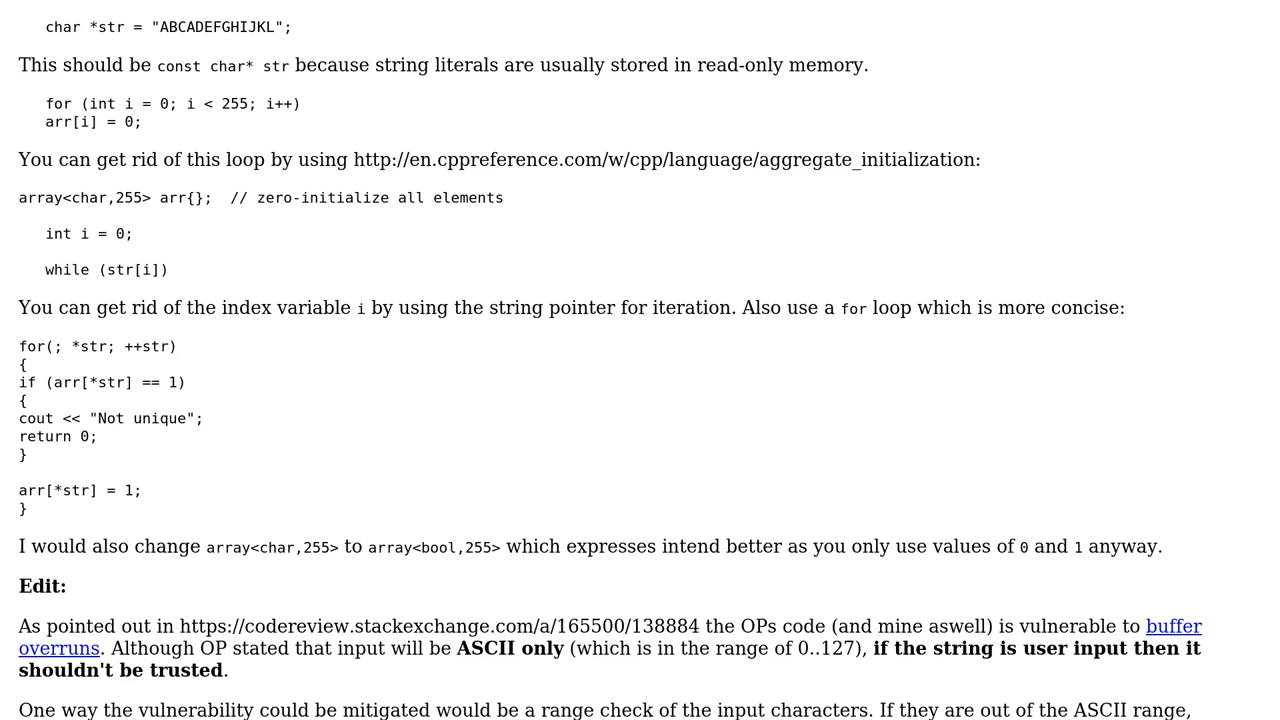 char *str = "ABCADEFGHIJKL";
This should be const char* str because string literals are usually stored in read-only memory.
for (int i = 0; i < 255; i++)
arr[i] = 0;
You can get rid of this loop by using http://en.cppreference.com/w/cpp/language/aggregate_initialization:
array<char,255> arr{};  // zero-initialize all elements
int i = 0;
while (str[i])
You can get rid of the index variable i by using the string pointer for iteration. Also use a for loop which is more concise:
for(; *str; ++str)
{
if (arr[*str] == 1)
{
cout << "Not unique";
return 0;
}
arr[*str] = 1;
}
I would also change array<char,255> to array<bool,255> which expresses intend better as you only use values of 0 and 1 anyway.
Edit:
As pointed out in https://codereview.stackexchange.com/a/165500/138884 the OPs code (and mine aswell) is vulnerable to buffer
overruns. Although OP stated that input will be ASCII only (which is in the range of 0..127), if the string is user input then it
shouldn't be trusted.
One way the vulnerability could be mitigated would be a range check of the input characters. If they are out of the ASCII range,